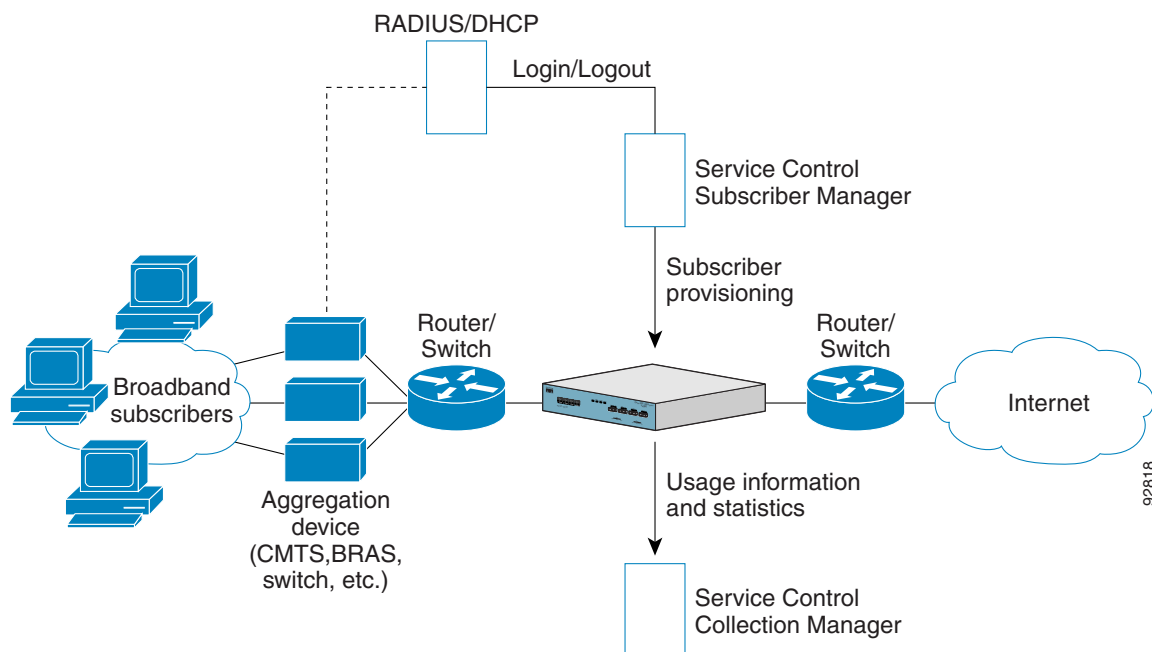 RADIUS/DHCP
Login/Logout
Service Control
Subscriber Manager
Subscriber
provisioning
Router/
Switch
Router/
Switch
Broadband
subscribers
Internet
Aggregation
device
(CMTS,BRAS,
switch, etc.)
Usage information
and statistics
92818
Service Control
Collection Manager